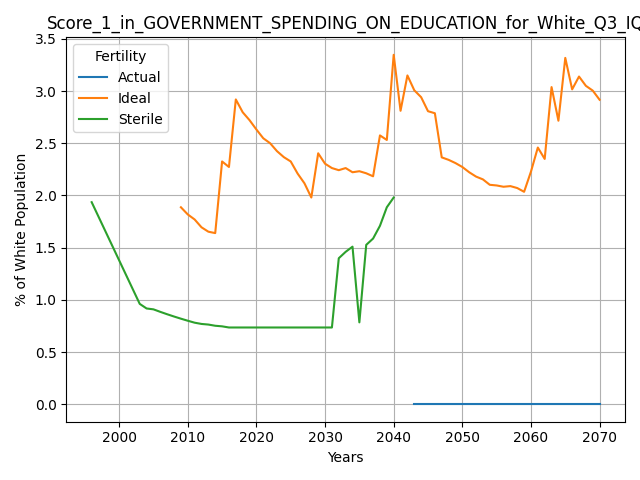 Score_1_in_GOVERNMENT_SPENDING_ON_EDUCATION_for_White_Q3_IQ
Fertility
Actual
Ideal
Sterile
% of White Population
3.5
3.0
2.5
2.0
1.5
1.0
0.5
0.0
2000 2010 2020 2030 2040 2050 2060 2070
Years